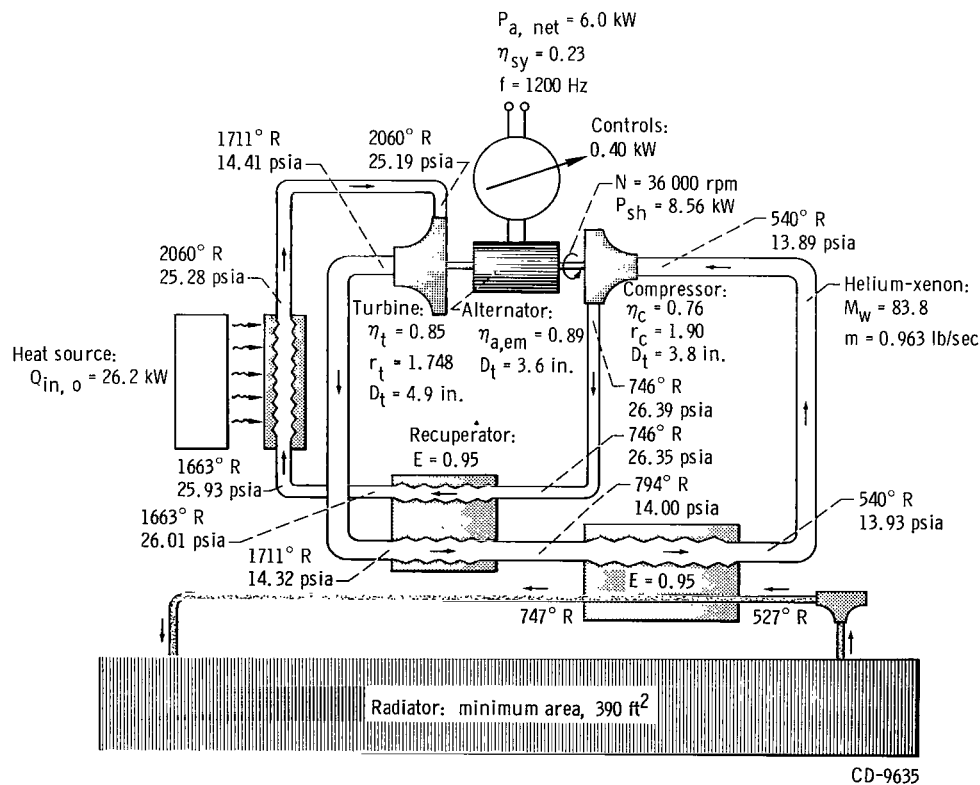 P_a, net = 6.0 kW
η_sy = 0.23
f = 1200 Hz
Controls:
0.40 kW
1711° R
14.41 psia
2060° R
25.19 psia
N = 36 000 rpm
P_sh = 8.56 kW
540° R
13.89 psia
2060° R
25.28 psia
Helium-xenon:
M_w = 83.8
m = 0.963 lb/sec
Turbine:
η_t = 0.85
r_t = 1.748
D_t = 4.9 in.
Alternator:
η_a,em = 0.89
D_t = 3.6 in.
Compressor:
η_c = 0.76
r_c = 1.90
D_t = 3.8 in.
Heat source:
Q_in, o = 26.2 kW
746° R
26.39 psia
Recuperator:
E = 0.95
746° R
26.35 psia
1663° R
25.93 psia
794° R
14.00 psia
540° R
13.93 psia
1663° R
26.01 psia
1711° R
14.32 psia
E = 0.95
747° R
527° R
Radiator: minimum area, 390 ft²
CD-9635